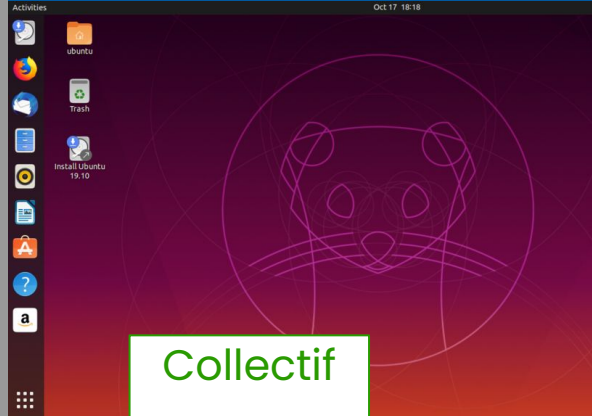 Activities
Oct 17 18:18
ubuntu
Trash
Install Ubuntu
19.10
?
a
Collectif